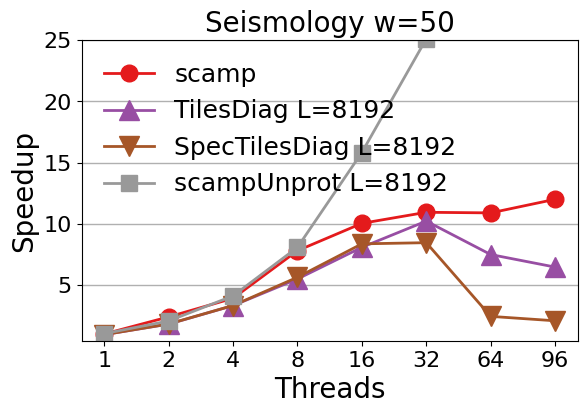 Seismology w=50
Speedup
25
20
15
10
5
scamp
TilesDiag L=8192
SpecTilesDiag L=8192
scampUnprot L=8192
1 2 4 8 16 32 64 96
Threads